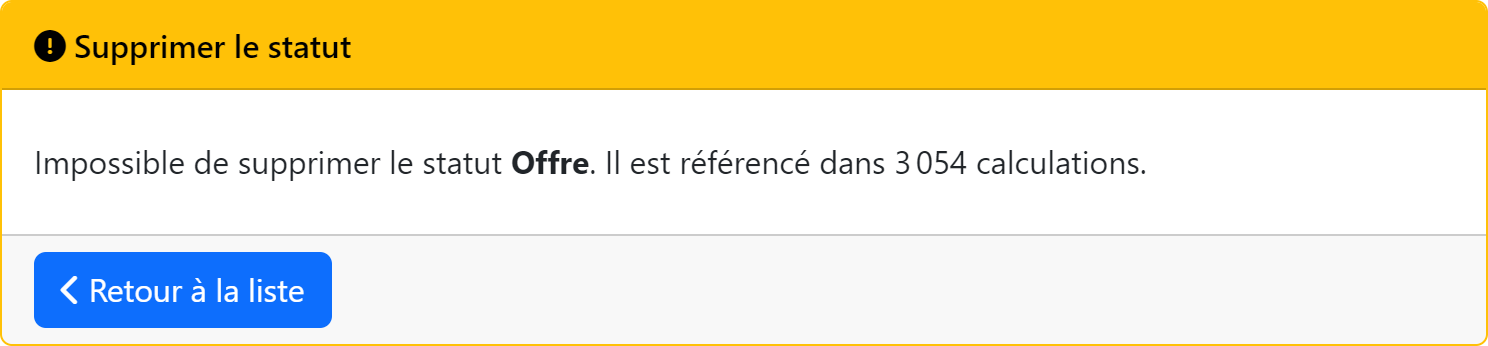 Supprimer le statut
Impossible de supprimer le statut Offre. Il est référencé dans 3 054 calculations.
Retour à la liste